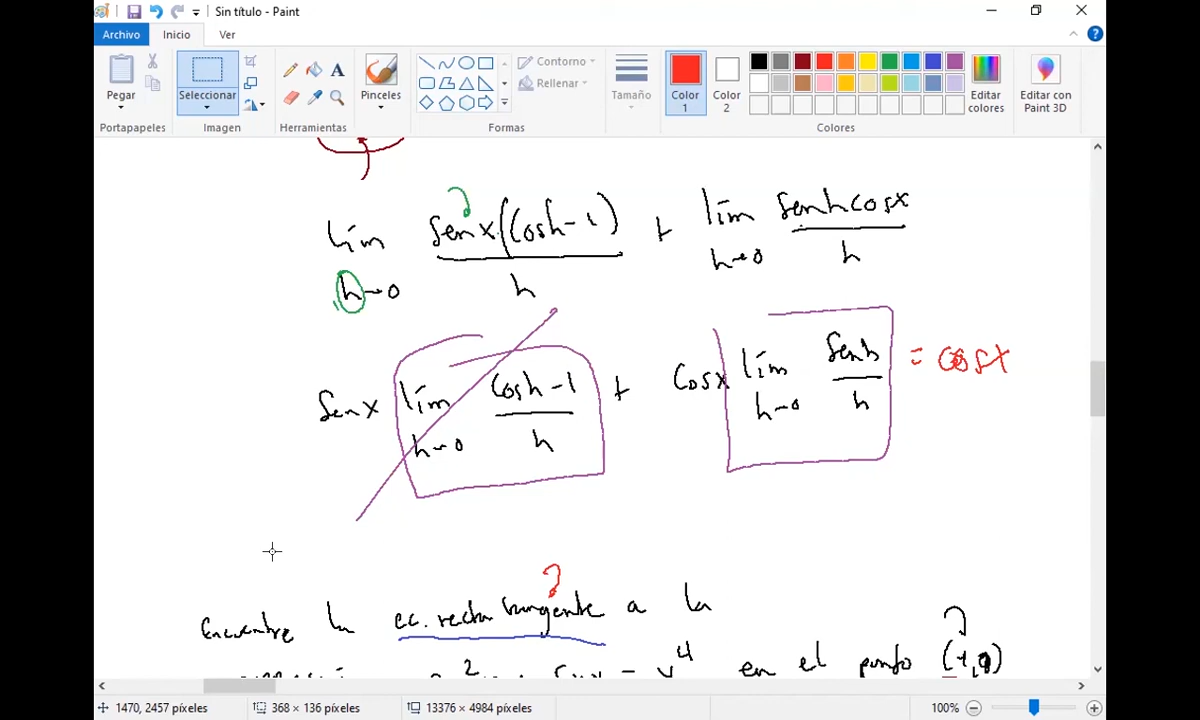 Sin título - Paint
Archivo Inicio Ver
Pegar Seleccionar Pinceles Contorno Rellenar Tamaño Color 1 Color 2 Editar colores Editar con Paint 3D
Portapapeles Imagen Herramientas Formas Colores
lím h→0 Senx(Cosh-1)/h + lím h→0 Senh Cosx/h
Senx lím h→0 Cosh-1/h + Cosx lím h→0 Senh/h = Cosx
Encuentre la ec. recta tangente a la
en el punto
1470, 2457 píxeles 368 × 136 píxeles 13376 × 4984 píxeles 100%